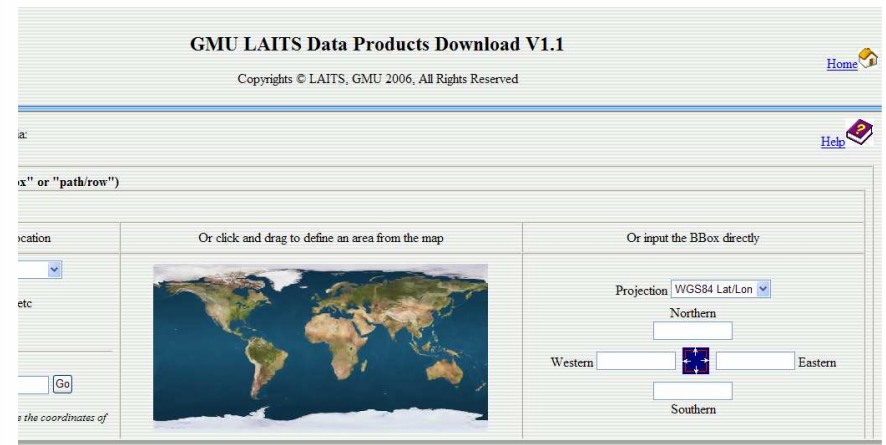 GMU LAITS Data Products Download V1.1
Copyrights © LAITS, GMU 2006, All Rights Reserved
Home
ia:
Help
ox" or "path/row")
ocation
Or click and drag to define an area from the map
Or input the BBox directly
etc
Go
e the coordinates of
Projection WGS84 Lat/Lon
Northern
Western
Eastern
Southern